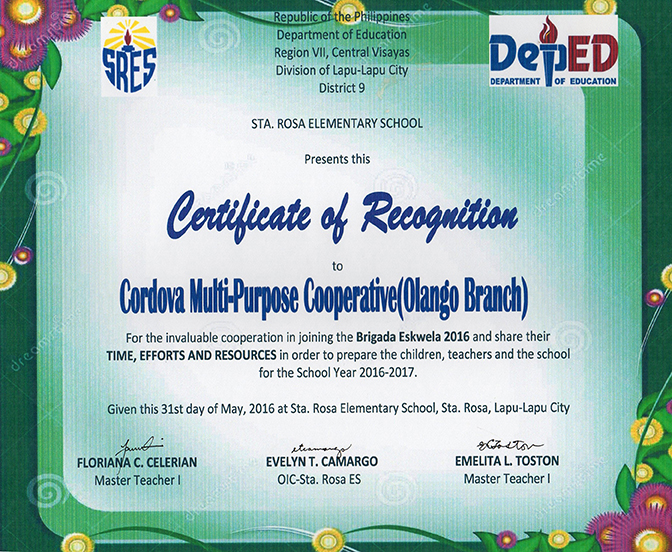 SRES
Republic of the Philippines
Department of Education
Region VII, Central Visayas
Division of Lapu-Lapu City
District 9
DepED
DEPARTMENT OF EDUCATION
STA. ROSA ELEMENTARY SCHOOL
Presents this
Certificate of Recognition
to
Cordova Multi-Purpose Cooperative(Olango Branch)
For the invaluable cooperation in joining the Brigada Eskwela 2016 and share their
TIME, EFFORTS AND RESOURCES in order to prepare the children, teachers and the school
for the School Year 2016-2017.
Given this 31st day of May, 2016 at Sta. Rosa Elementary School, Sta. Rosa, Lapu-Lapu City
FLORIANA C. CELERIAN
Master Teacher I
EVELYN T. CAMARGO
OIC-Sta. Rosa ES
EMELITA L. TOSTON
Master Teacher I
dreamstime